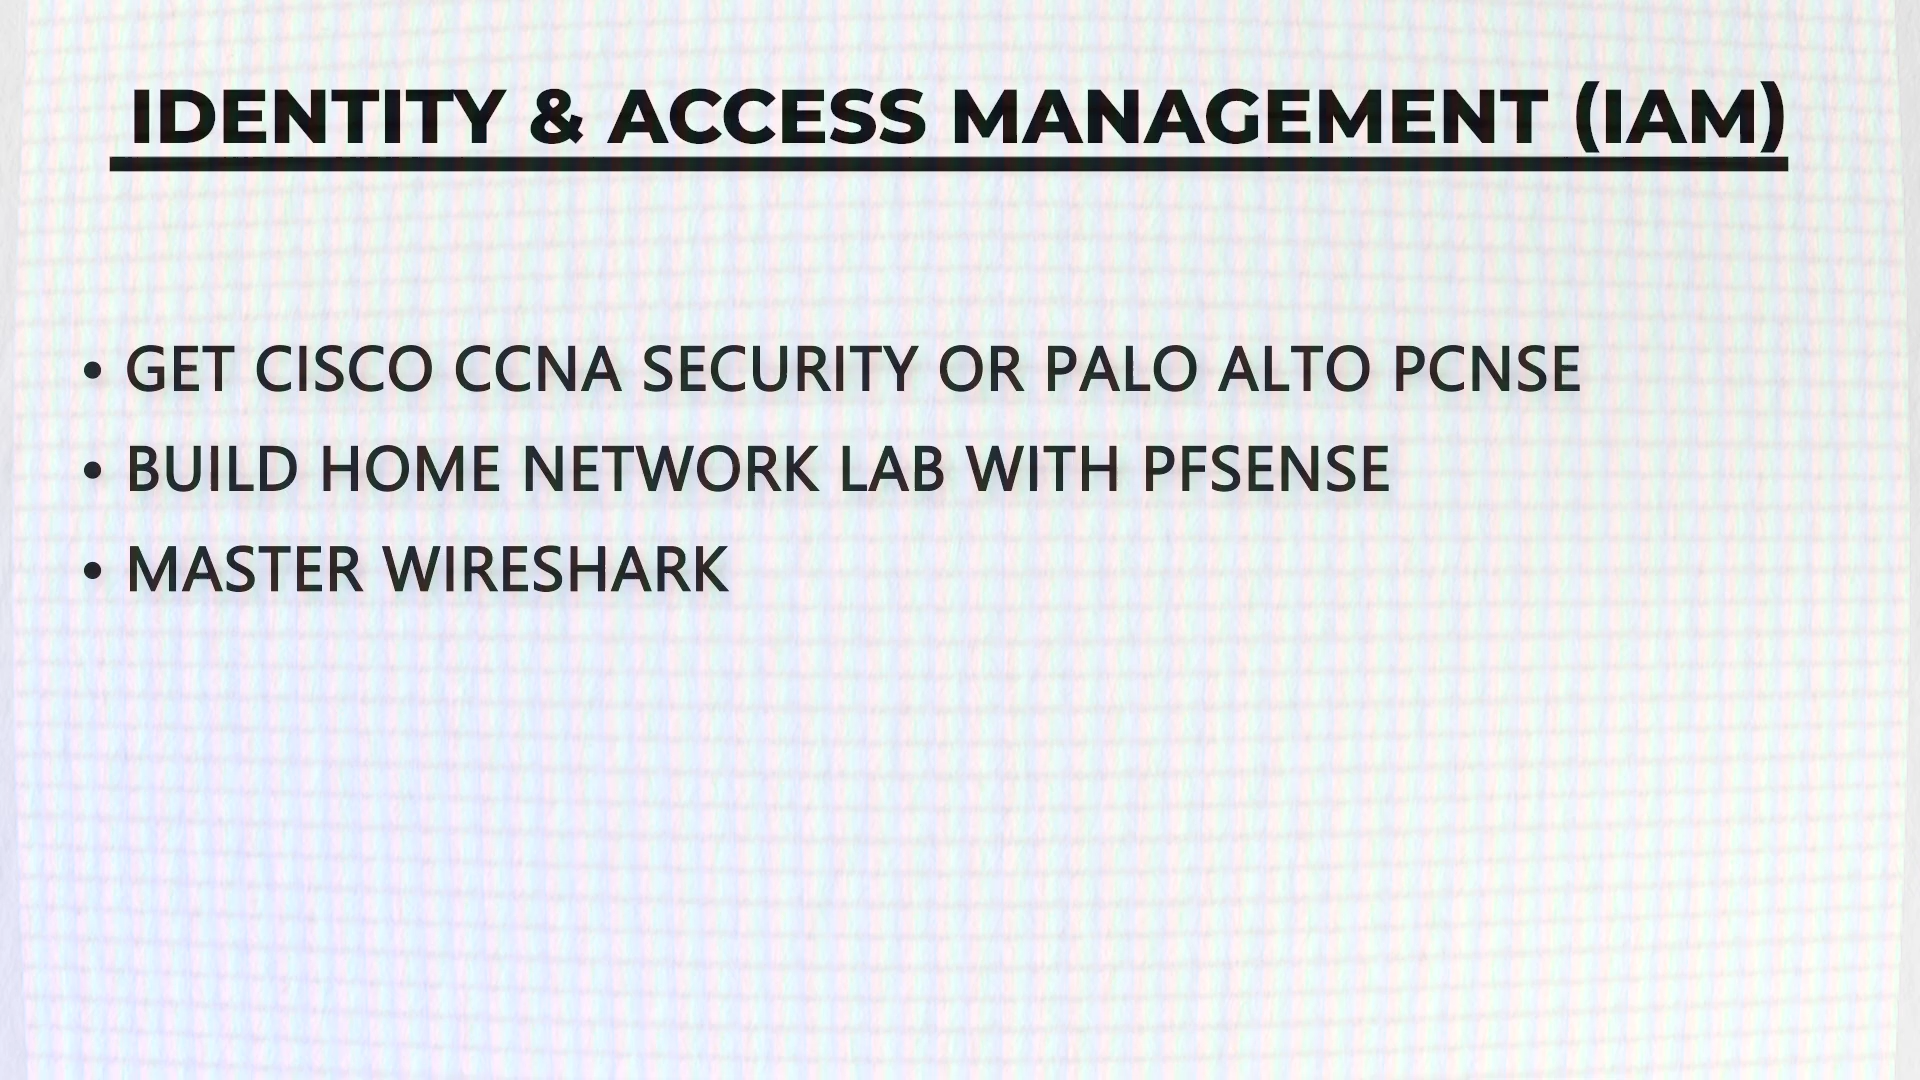 IDENTITY & ACCESS MANAGEMENT (IAM)
• GET CISCO CCNA SECURITY OR PALO ALTO PCNSE
• BUILD HOME NETWORK LAB WITH PFSENSE
• MASTER WIRESHARK